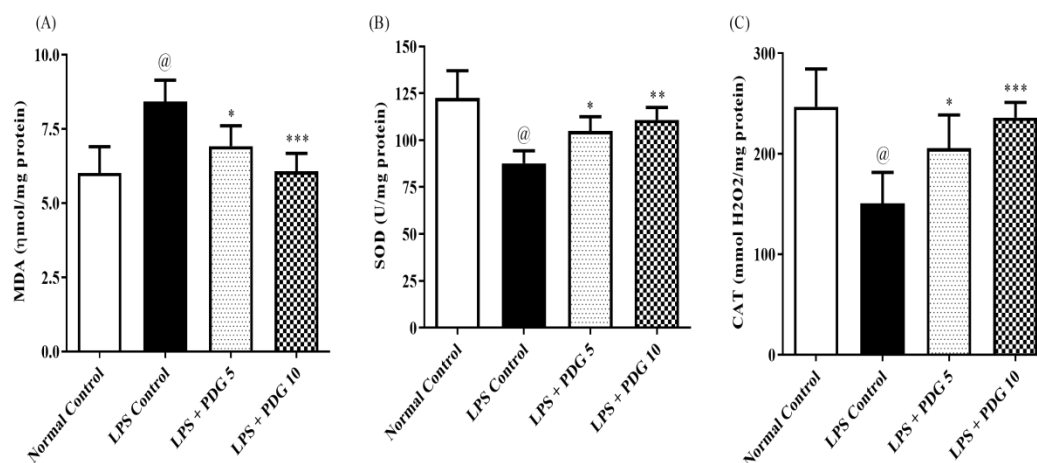 (A)
MDA (ηmol/mg protein)
10.0
7.5
5.0
2.5
0.0
@
*
***
Normal Control
LPS Control
LPS + PDG 5
LPS + PDG 10
(B)
SOD (U/mg protein)
150
125
100
75
50
25
0
@
*
**
Normal Control
LPS Control
LPS + PDG 5
LPS + PDG 10
(C)
CAT (mmol H2O2/mg protein)
300
200
100
0
@
*
***
Normal Control
LPS Control
LPS + PDG 5
LPS + PDG 10